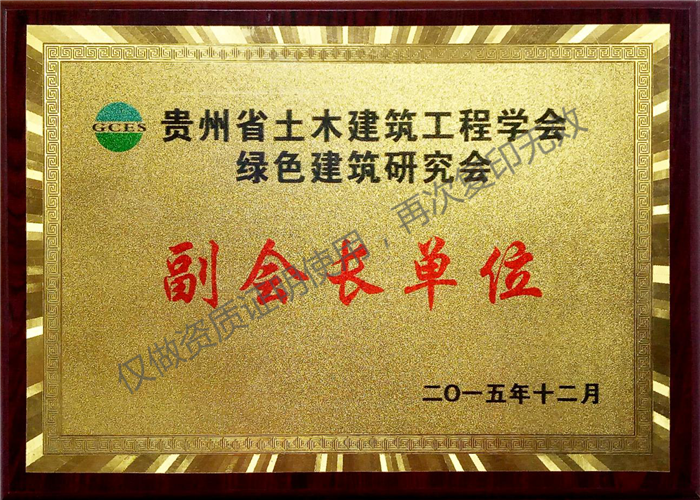 GCES
贵州省土木建筑工程学会
绿色建筑研究会
副会长单位
二〇一五年十二月
仅做资质证明使用，再次复印无效